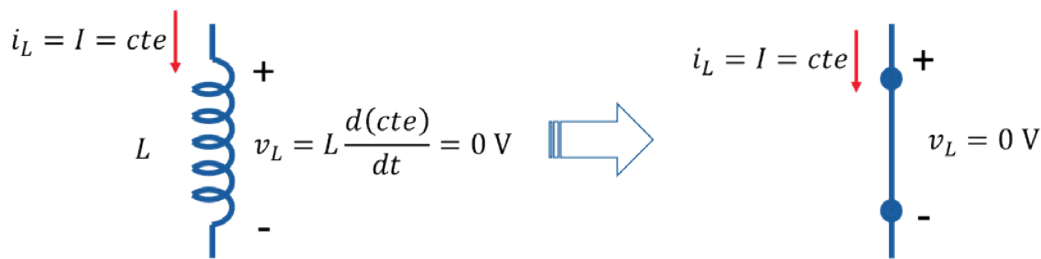 i_L = I = cte
+
L
v_L = L d(cte)/dt = 0 V
-
i_L = I = cte
+
v_L = 0 V
-